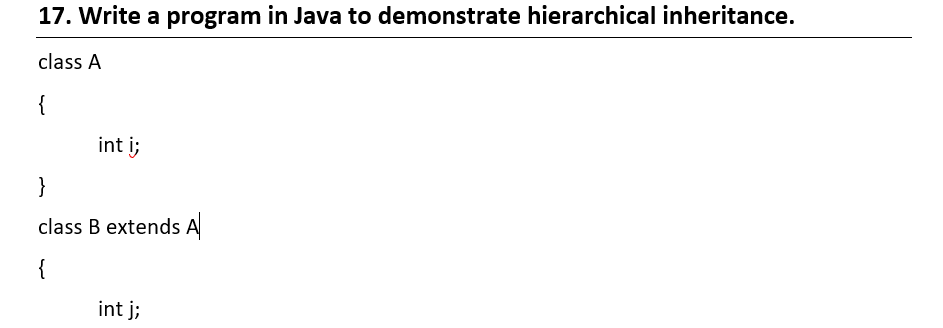 17. Write a program in Java to demonstrate hierarchical inheritance.
class A
{
int i;
}
class B extends A
{
int j;